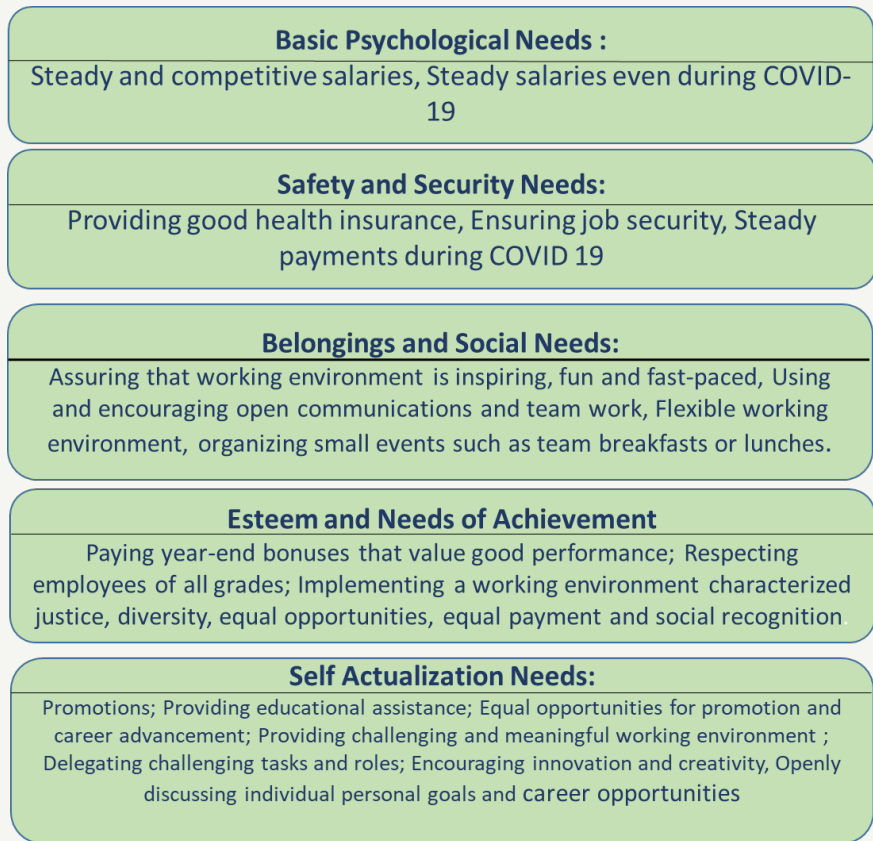 Basic Psychological Needs :
Steady and competitive salaries, Steady salaries even during COVID-
19
Safety and Security Needs:
Providing good health insurance, Ensuring job security, Steady
payments during COVID 19
Belongings and Social Needs:
Assuring that working environment is inspiring, fun and fast-paced, Using
and encouraging open communications and team work, Flexible working
environment, organizing small events such as team breakfasts or lunches.
Esteem and Needs of Achievement
Paying year-end bonuses that value good performance; Respecting
employees of all grades; Implementing a working environment characterized
justice, diversity, equal opportunities, equal payment and social recognition.
Self Actualization Needs:
Promotions; Providing educational assistance; Equal opportunities for promotion and
career advancement; Providing challenging and meaningful working environment ;
Delegating challenging tasks and roles; Encouraging innovation and creativity, Openly
discussing individual personal goals and career opportunities